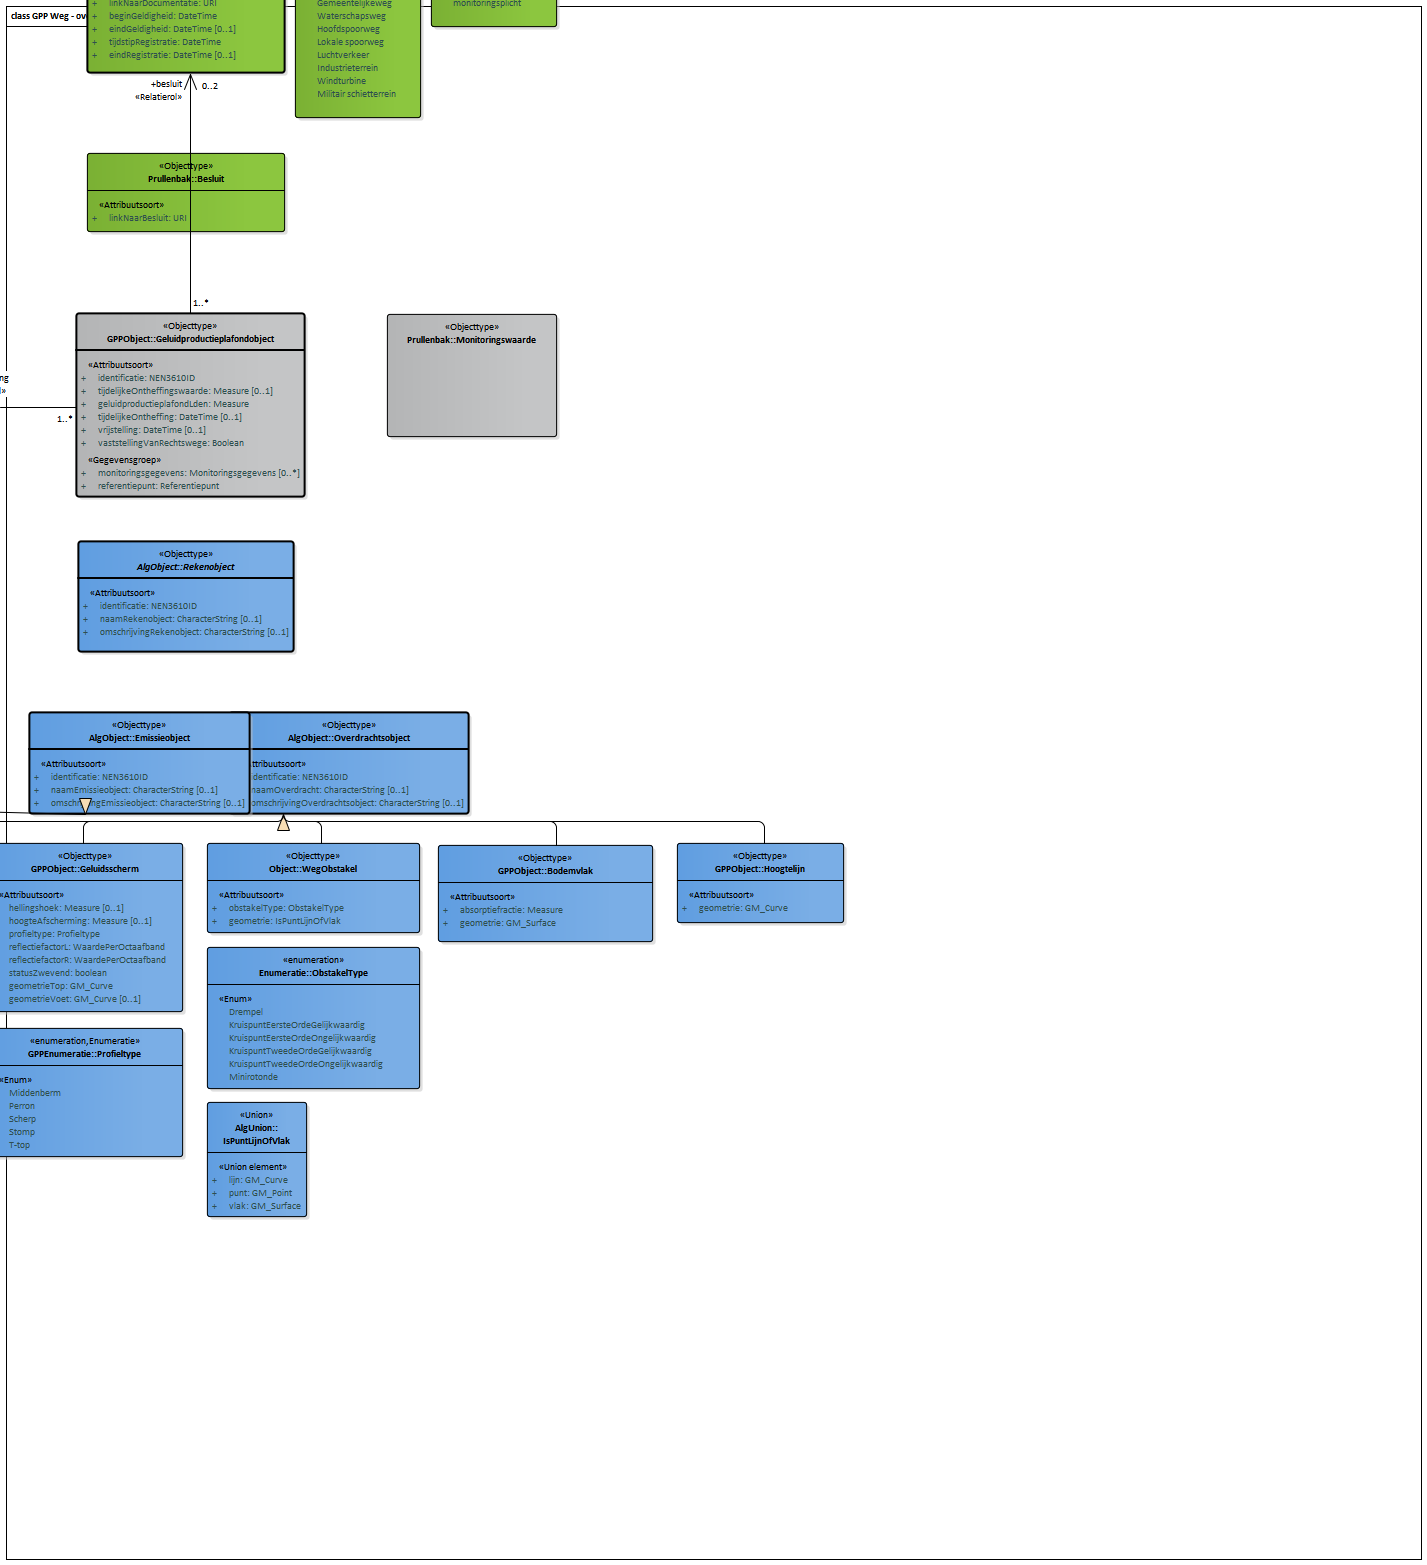 class GPP Weg - ov
linkNaarDocumentatie: URI
+ beginGeldigheid: DateTime
+ eindGeldigheid: DateTime [0..1]
+ tijdstipRegistratie: DateTime
+ eindRegistratie: DateTime [0..1]
Gemeentelijkeweg
Waterschapsweg
Hoofdspoorweg
Lokale spoorweg
Luchtverkeer
Industrieterrein
Windturbine
Militair schietterrein
monitoringsplicht
+besluit
«Relatierol»
0..2
«Objecttype»
Prullenbak::Besluit
«Attribuutsoort»
+ linkNaarBesluit: URI
1..*
«Objecttype»
GPPObject::Geluidproductieplafondobject
«Attribuutsoort»
+ identificatie: NEN3610ID
+ tijdelijkeOntheffingswaarde: Measure [0..1]
+ geluidproductieplafondLden: Measure
+ tijdelijkeOntheffing: DateTime [0..1]
+ vrijstelling: DateTime [0..1]
+ vaststellingVanRechtswege: Boolean
«Gegevensgroep»
+ monitoringsgegevens: Monitoringsgegevens [0..*]
+ referentiepunt: Referentiepunt
ng
»
1..*
«Objecttype»
Prullenbak::Monitoringswaarde
«Objecttype»
AlgObject::Rekenobject
«Attribuutsoort»
+ identificatie: NEN3610ID
+ naamRekenobject: CharacterString [0..1]
+ omschrijvingRekenobject: CharacterString [0..1]
«Objecttype»
AlgObject::Emissieobject
«Attribuutsoort»
+ identificatie: NEN3610ID
+ naamEmissieobject: CharacterString [0..1]
+ omschr ngEmissieobject: CharacterString [0..1]
«Objecttype»
AlgObject::Overdrachtsobject
ttribuutsoort»
dentificatie: NEN3610ID
naamOverdracht: CharacterString [0..1]
omschrijvingOverdrachtsobject: CharacterString [0..1]
«Objecttype»
GPPObject::Geluidsscherm
«Attribuutsoort»
hellingshoek: Measure [0..1]
hoogteAfscherming: Measure [0..1]
profieltype: Profieltype
reflectiefactorL: WaardePerOctaafband
reflectiefactorR: WaardePerOctaafband
statusZwevend: boolean
geometrieTop: GM_Curve
geometrieVoet: GM_Curve [0..1]
«Objecttype»
Object::WegObstakel
«Attribuutsoort»
+ obstakelType: ObstakelType
+ geometrie: IsPuntLijnOfVlak
«Objecttype»
GPPObject::Bodemvlak
«Attribuutsoort»
+ absorptiefractie: Measure
+ geometrie: GM_Surface
«Objecttype»
GPPObject::Hoogtelijn
«Attribuutsoort»
+ geometrie: GM_Curve
«enumeration»
Enumeratie::ObstakelType
«Enum»
Drempel
KruispuntEersteOrdeGelijkwaardig
KruispuntEersteOrdeOngelijkwaardig
KruispuntTweedeOrdeGelijkwaardig
KruispuntTweedeOrdeOngelijkwaardig
Minirotonde
«enumeration,Enumeratie»
GPPEnumeratie::Profieltype
«Enum»
Middenberm
Perron
Scherp
Stomp
T-top
«Union»
AlgUnion::
IsPuntLijnOfVlak
«Union element»
+ lijn: GM_Curve
+ punt: GM_Point
+ vlak: GM_Surface